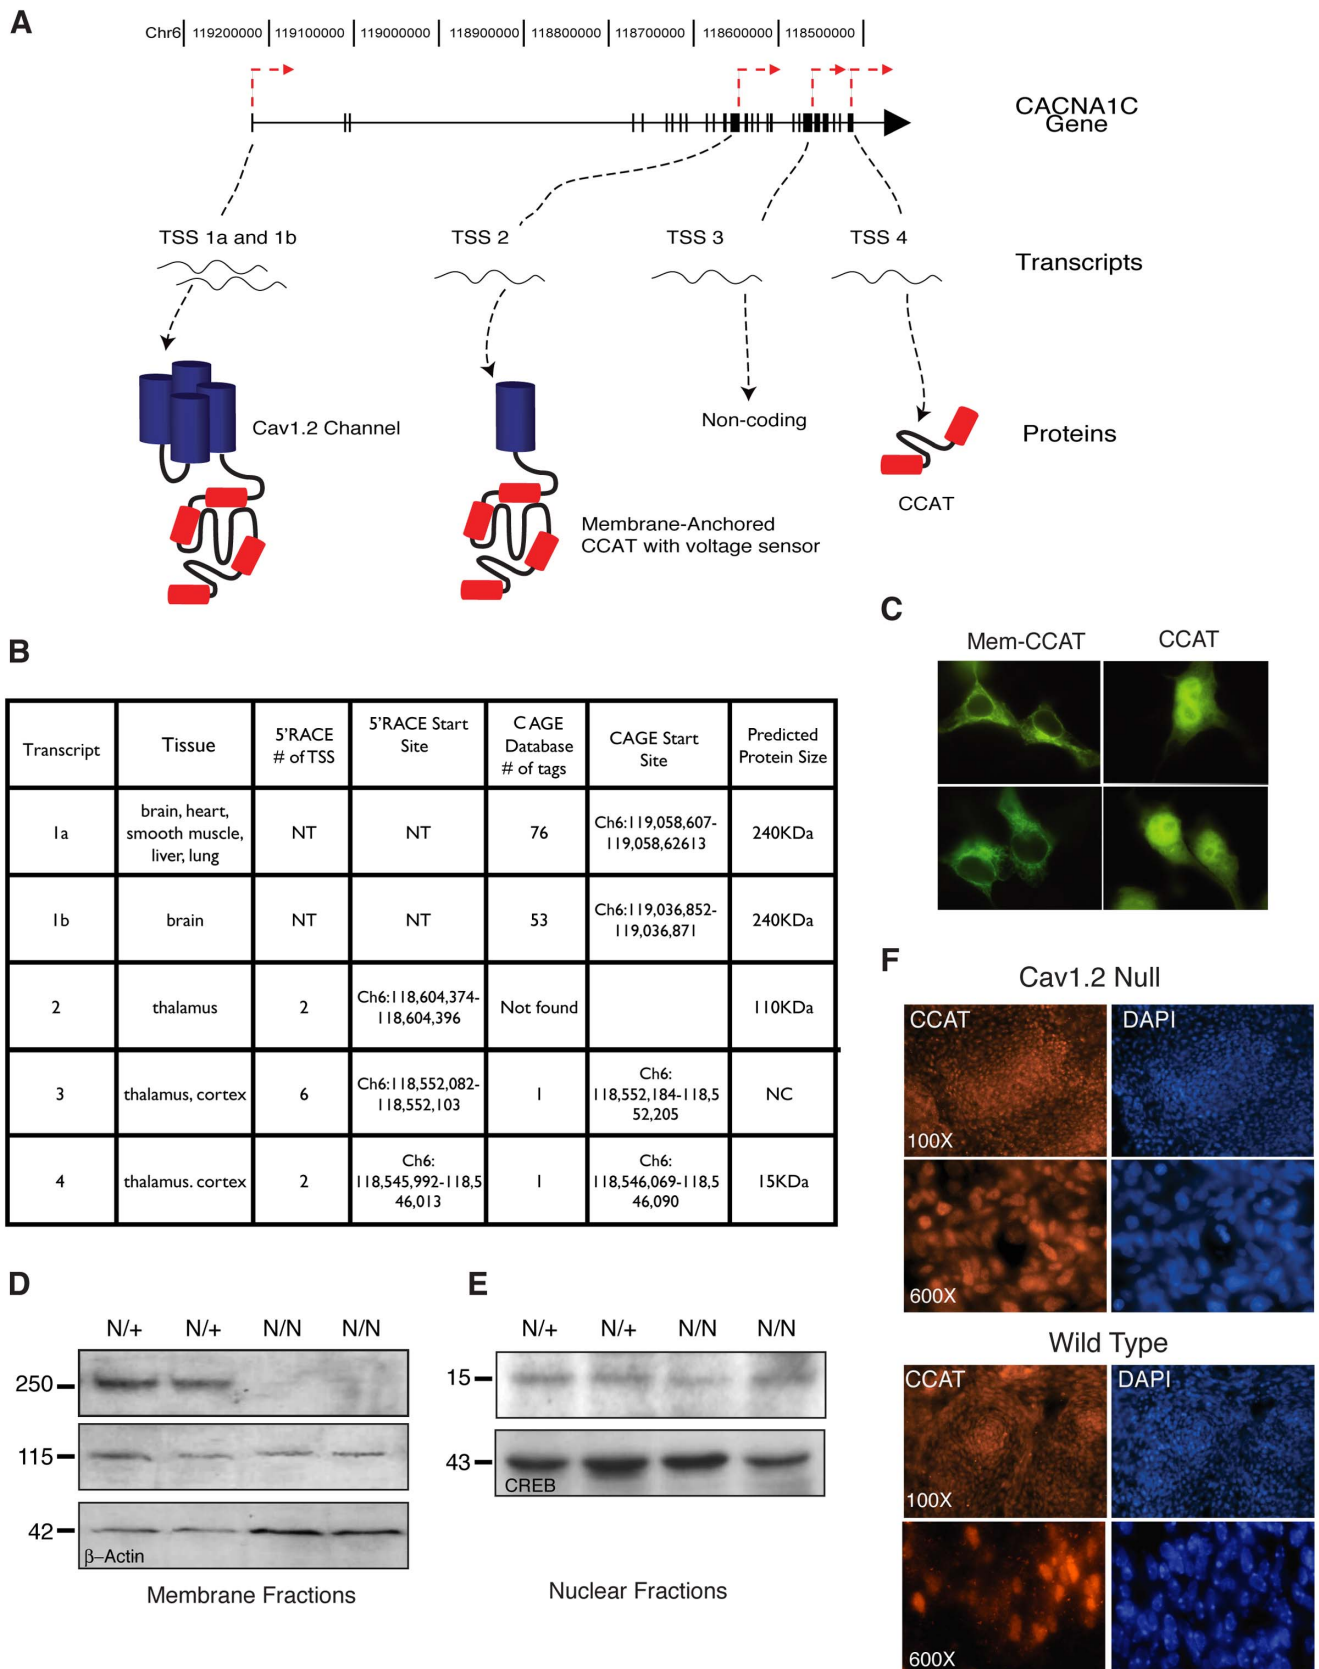 A
Chr6 119200000 119100000 119000000 118900000 118800000 118700000 118600000 118500000
CACNA1C
Gene
TSS 1a and 1b
TSS 2
TSS 3
TSS 4
Transcripts
Cav1.2 Channel
Membrane-Anchored
CCAT with voltage sensor
Non-coding
CCAT
Proteins
B
Transcript
Tissue
5'RACE
# of TSS
5'RACE Start
Site
CAGE
Database
# of tags
CAGE Start
Site
Predicted
Protein Size
1a
brain, heart,
smooth muscle,
liver, lung
NT
NT
76
Ch6:119,058,607-
119,058,62613
240KDa
1b
brain
NT
NT
53
Ch6:119,036,852-
119,036,871
240KDa
2
thalamus
2
Ch6:118,604,374-
118,604,396
Not found
110KDa
3
thalamus, cortex
6
Ch6:118,552,082-
118,552,103
1
Ch6:
118,552,184-118,5
52,205
NC
4
thalamus. cortex
2
Ch6:
118,545,992-118,5
46,013
1
Ch6:
118,546,069-118,5
46,090
15KDa
C
Mem-CCAT
CCAT
D
N/+ N/+ N/N N/N
250
115
42
β-Actin
Membrane Fractions
E
N/+ N/+ N/N N/N
15
43
CREB
Nuclear Fractions
F
Cav1.2 Null
CCAT
DAPI
100X
600X
Wild Type
CCAT
DAPI
100X
600X